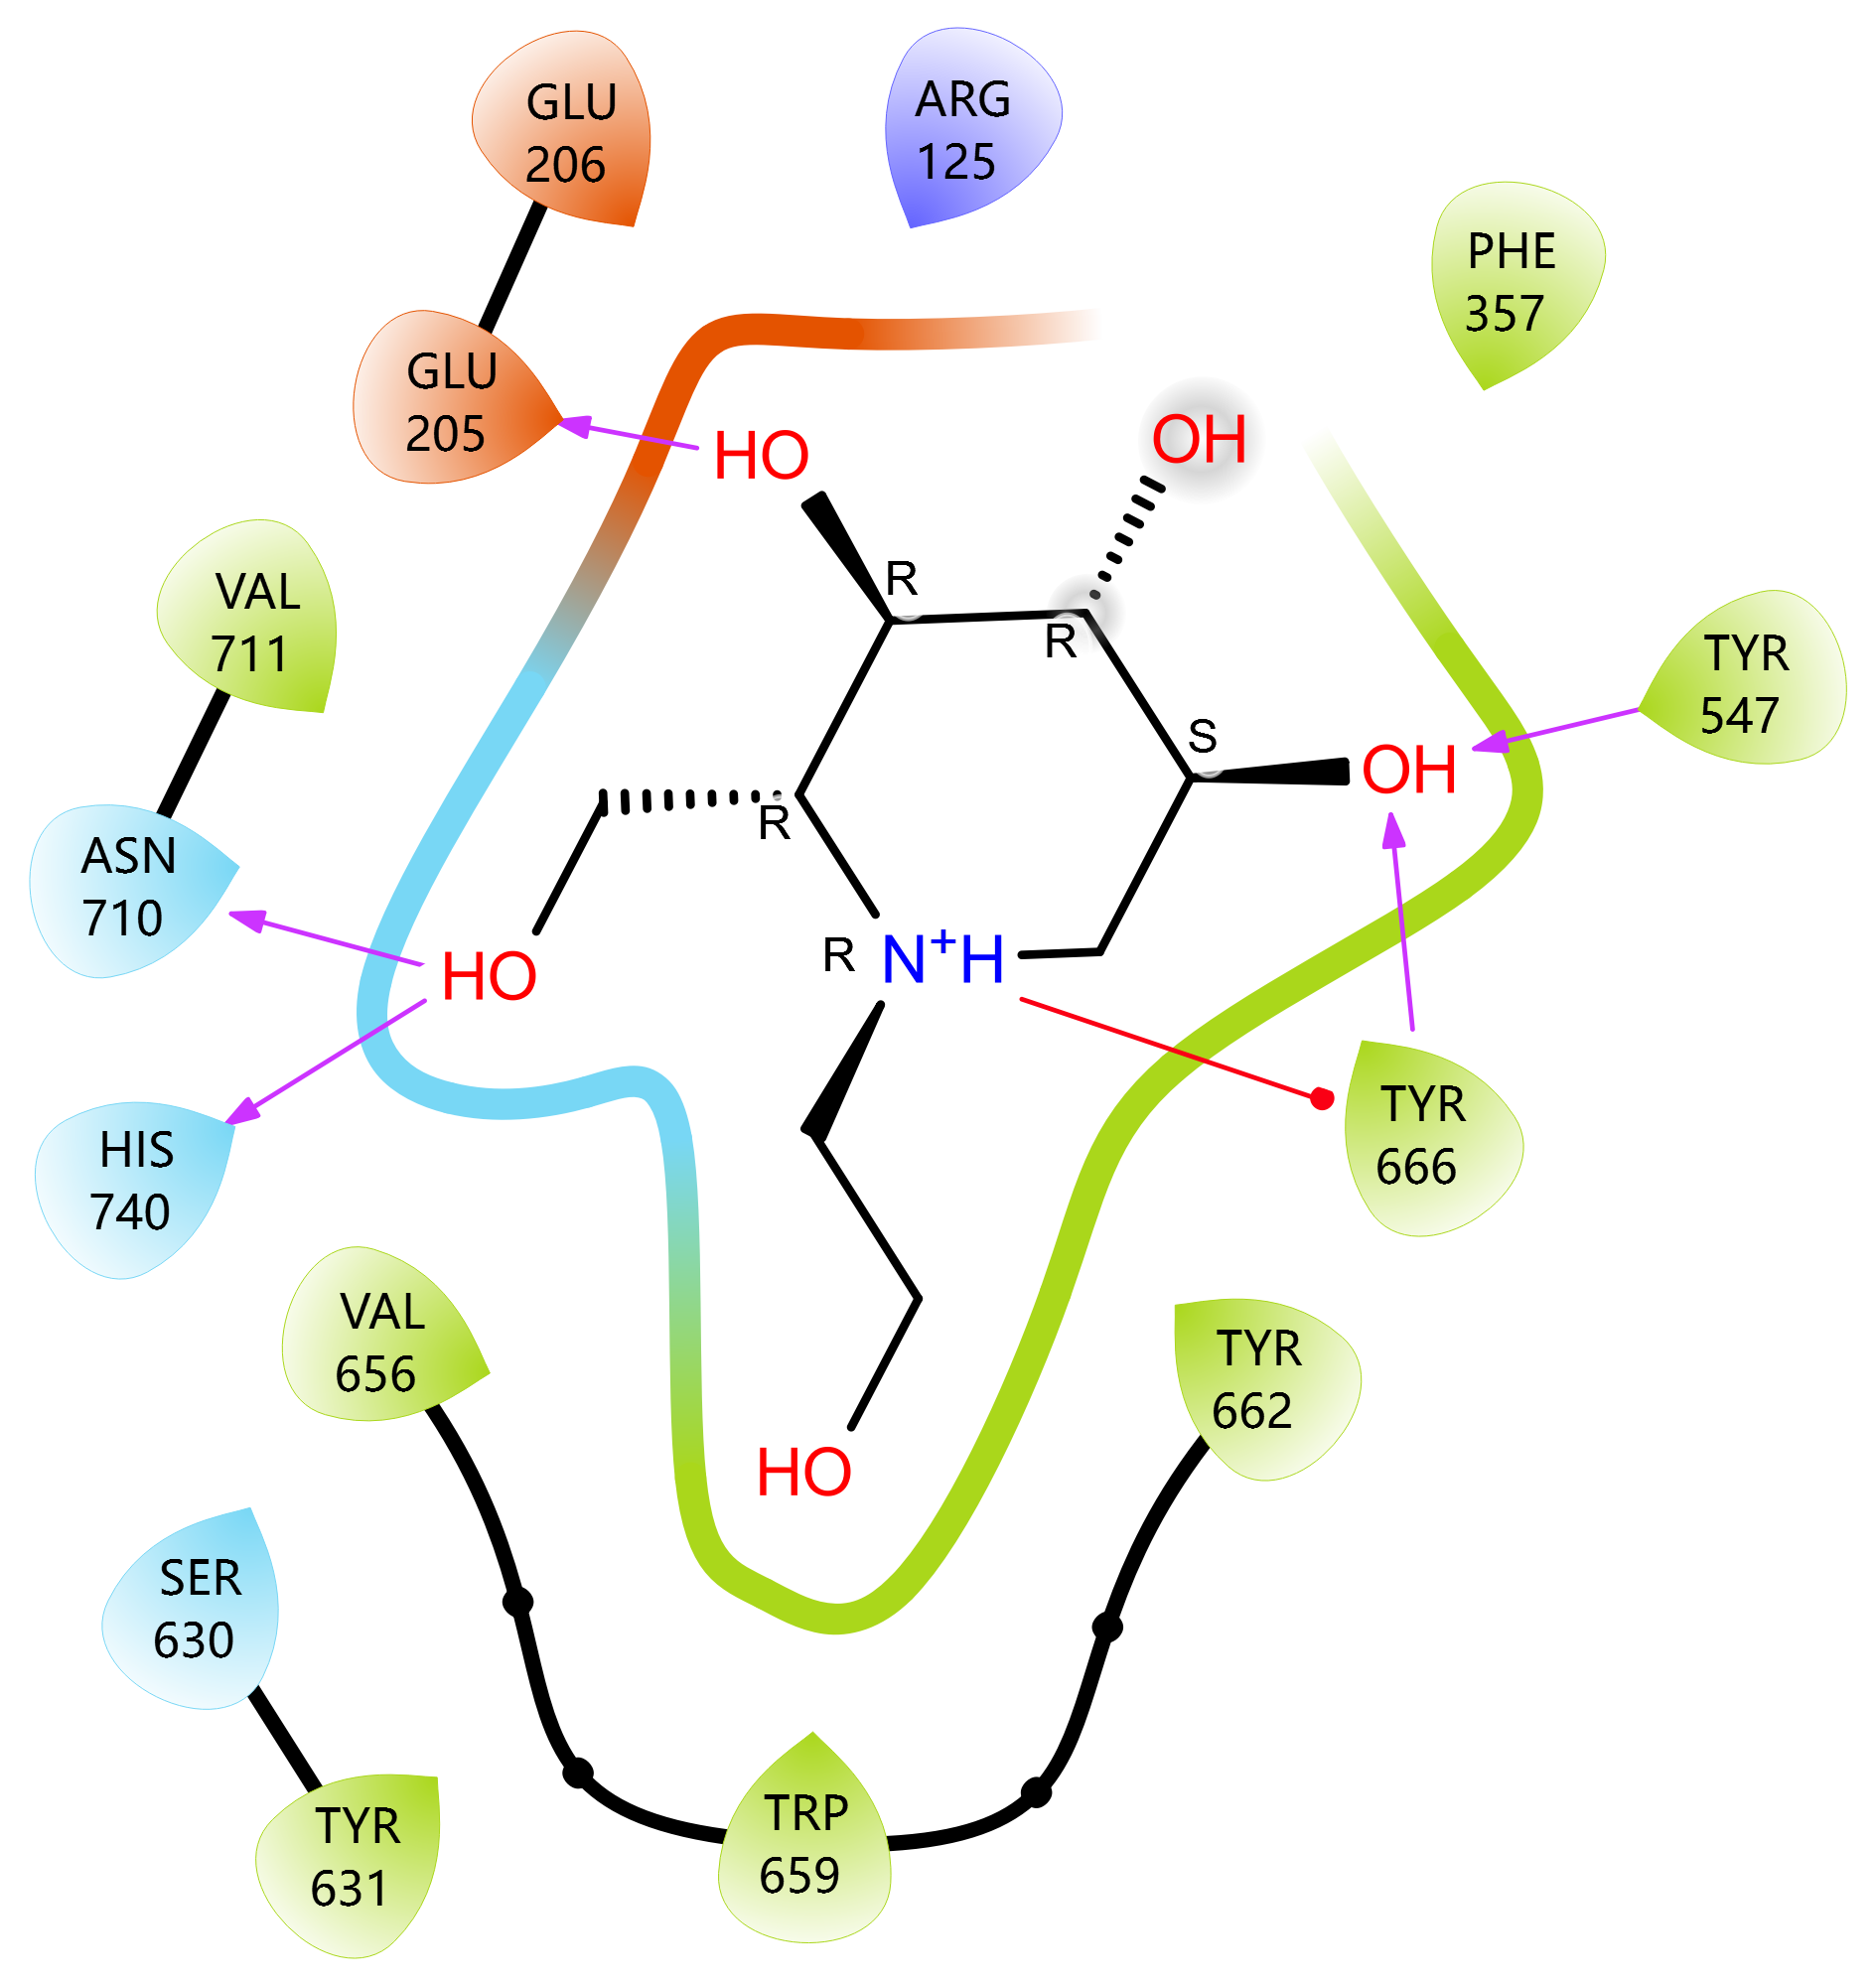 GLU
206
ARG
125
PHE
357
GLU
205
HO
OH
VAL
711
R
R
TYR
547
S
OH
R
ASN
710
R
N+H
HO
TYR
666
HIS
740
VAL
656
TYR
662
HO
SER
630
TRP
659
TYR
631